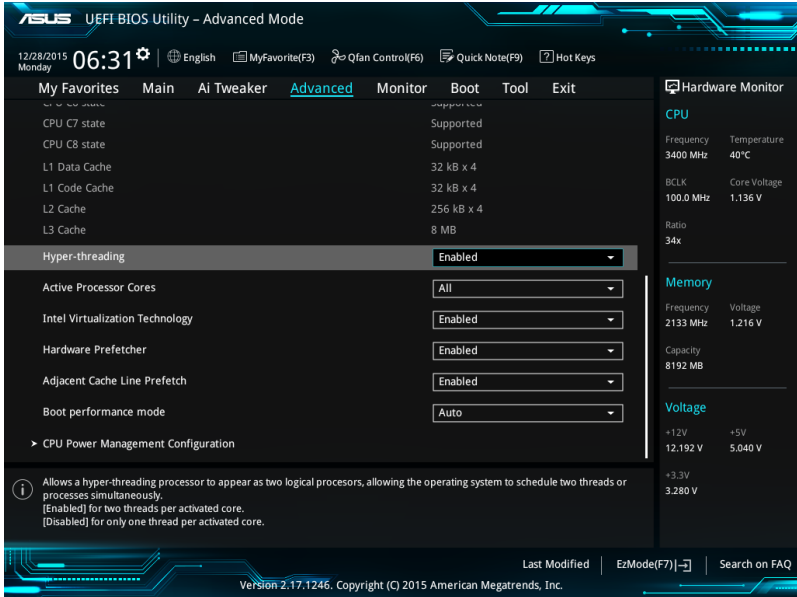 ASUS UEFI BIOS Utility – Advanced Mode
12/28/2015
Monday
06:31
English
MyFavorite(F3)
Qfan Control(F6)
Quick Note(F9)
? Hot Keys
My Favorites Main Ai Tweaker Advanced Monitor Boot Tool Exit
CPU C6 state Supported
CPU C7 state Supported
CPU C8 state Supported
L1 Data Cache 32 kB x 4
L1 Code Cache 32 kB x 4
L2 Cache 256 kB x 4
L3 Cache 8 MB
Hyper-threading Enabled
Active Processor Cores All
Intel Virtualization Technology Enabled
Hardware Prefetcher Enabled
Adjacent Cache Line Prefetch Enabled
Boot performance mode Auto
> CPU Power Management Configuration
i
Allows a hyper-threading processor to appear as two logical procesors, allowing the operating system to schedule two threads or
processes simultaneously.
[Enabled] for two threads per activated core.
[Disabled] for only one thread per activated core.
Hardware Monitor
CPU
Frequency Temperature
3400 MHz 40°C
BCLK Core Voltage
100.0 MHz 1.136 V
Ratio
34x
Memory
Frequency Voltage
2133 MHz 1.216 V
Capacity
8192 MB
Voltage
+12V +5V
12.192 V 5.040 V
+3.3V
3.280 V
Last Modified
EzMode(F7)
Search on FAQ
Version 2.17.1246. Copyright (C) 2015 American Megatrends, Inc.